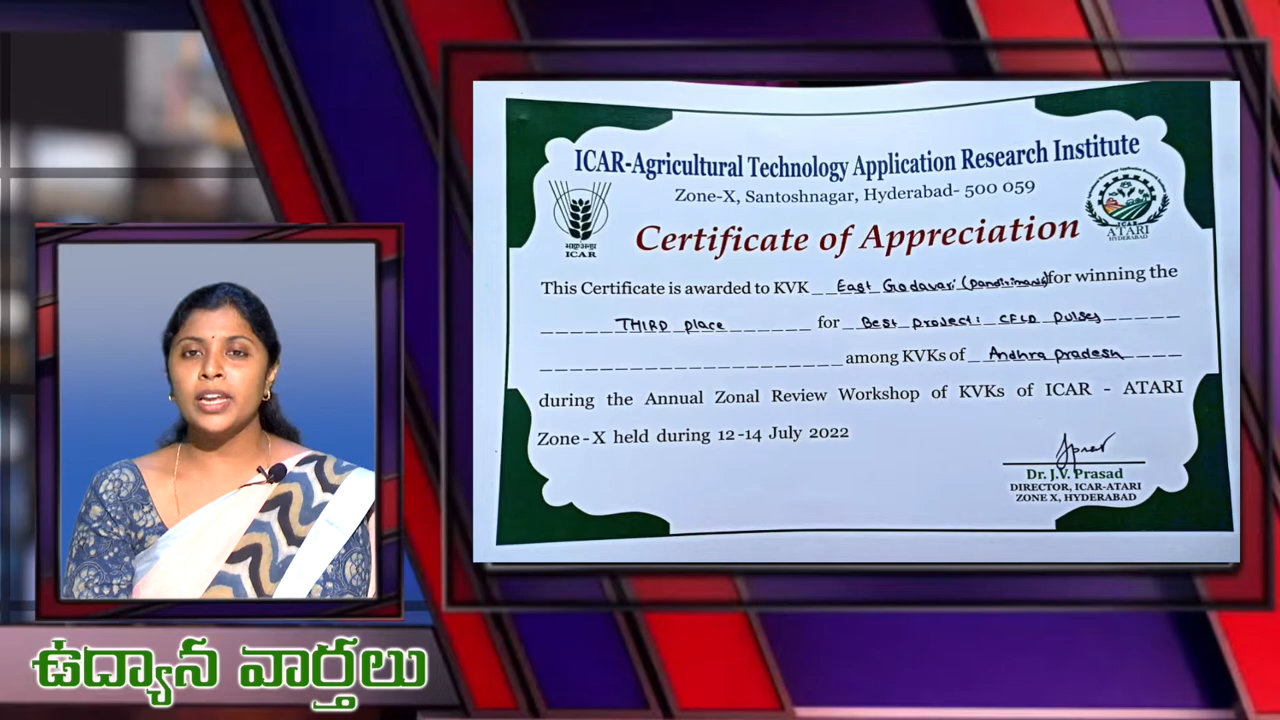 ICAR-Agricultural Technology Application Research Institute
Zone-X, Santoshnagar, Hyderabad- 500 059
भाकृअनुप
ICAR
ICAR
ATARI
HYDERABAD
Certificate of Appreciation
This Certificate is awarded to KVK East Godavari (Pandirimamidi) for winning the
THIRD place for Best project: CFLD pulses
among KVKs of Andhra pradesh
during the Annual Zonal Review Workshop of KVKs of ICAR - ATARI
Zone-X held during 12-14 July 2022
Dr. J.V. Prasad
DIRECTOR, ICAR-ATARI
ZONE X, HYDERABAD
ఉద్యాన వార్తలు